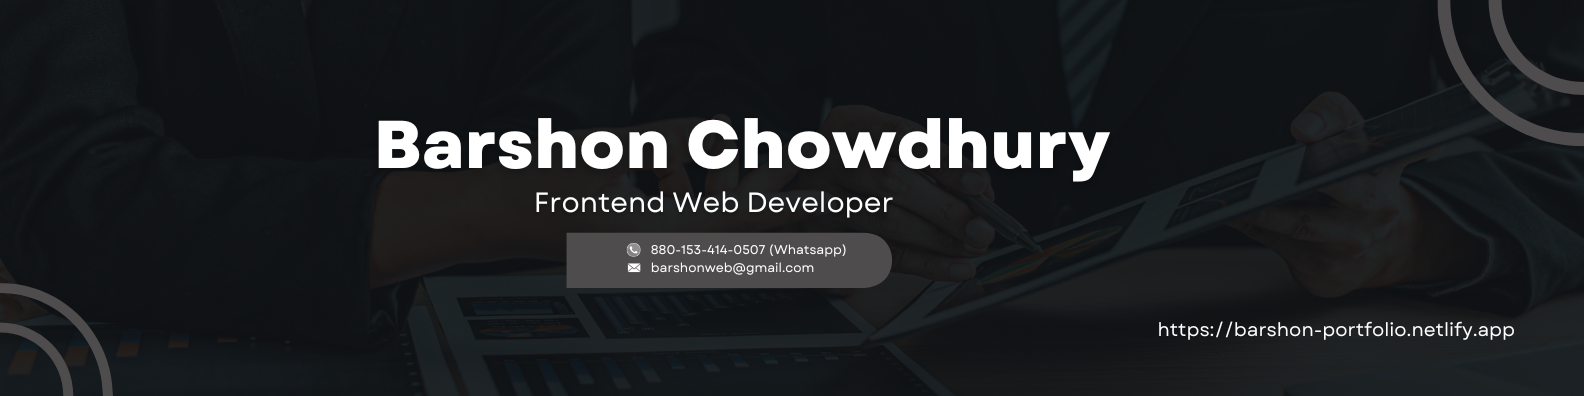 Barshon Chowdhury
Frontend Web Developer
880-153-414-0507 (Whatsapp)
barshonweb@gmail.com
https://barshon-portfolio.netlify.app